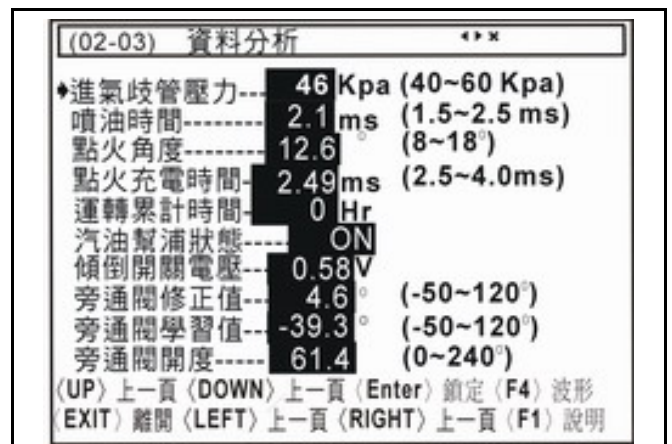 (02-03) 資料分析
➧進氣歧管壓力--- 46 Kpa (40~60 Kpa)
噴油時間-------- 2.1 ms (1.5~2.5 ms)
點火角度------- 12.6 ° (8~18°)
點火充電時間- 2.49 ms (2.5~4.0ms)
運轉累計時間- 0 Hr
汽油幫浦狀態---- ON
傾倒開關電壓--- 0.58 V
旁通閥修正值--- 4.6 ° (-50~120°)
旁通閥學習值-- -39.3 ° (-50~120°)
旁通閥開度----- 61.4 (0~240°)
〈UP〉上一頁〈DOWN〉上一頁〈Enter〉鎖定〈F4〉波形
〈EXIT〉離開〈LEFT〉上一頁〈RIGHT〉上一頁〈F1〉說明